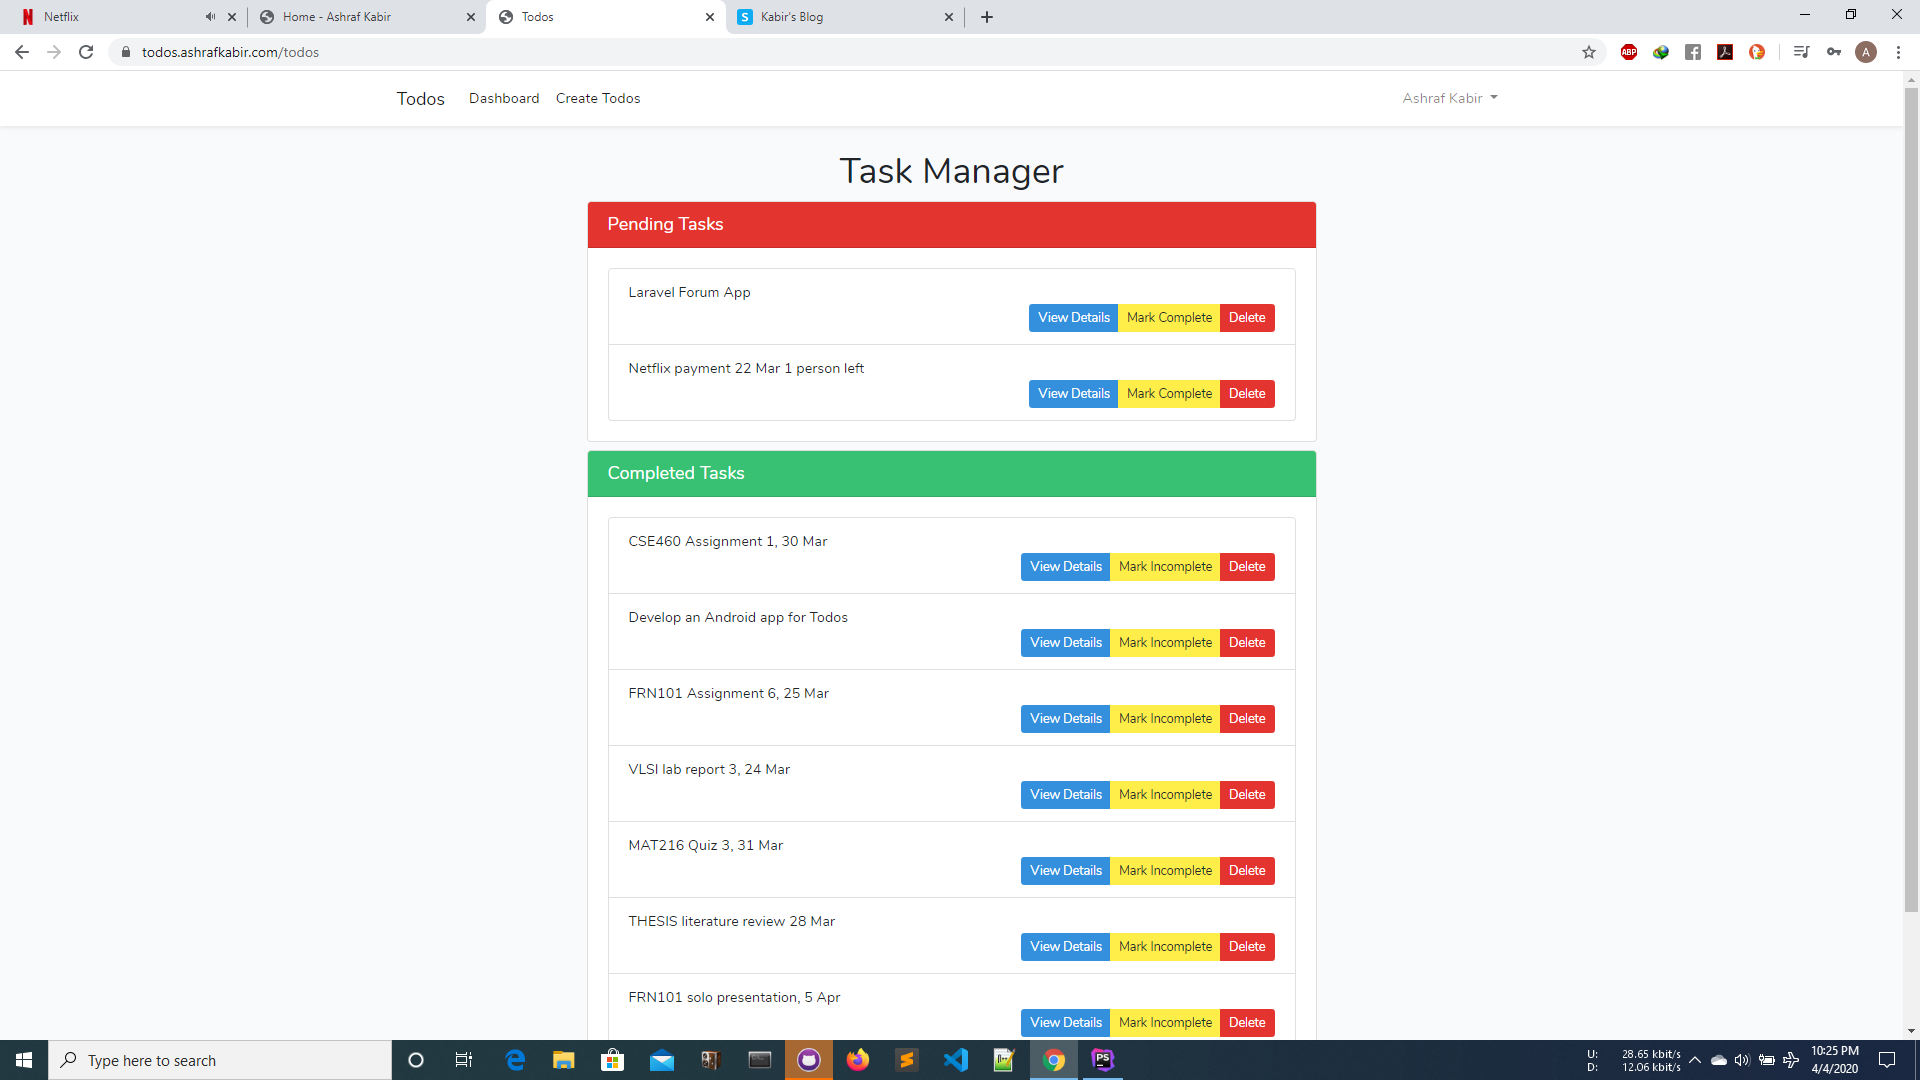 Netflix
Home - Ashraf Kabir
Todos
Kabir's Blog
todos.ashrafkabir.com/todos
ABP
A
Todos
Dashboard
Create Todos
Ashraf Kabir
Task Manager
Pending Tasks
Laravel Forum App
View Details Mark Complete Delete
Netflix payment 22 Mar 1 person left
View Details Mark Complete Delete
Completed Tasks
CSE460 Assignment 1, 30 Mar
View Details Mark Incomplete Delete
Develop an Android app for Todos
View Details Mark Incomplete Delete
FRN101 Assignment 6, 25 Mar
View Details Mark Incomplete Delete
VLSI lab report 3, 24 Mar
View Details Mark Incomplete Delete
MAT216 Quiz 3, 31 Mar
View Details Mark Incomplete Delete
THESIS literature review 28 Mar
View Details Mark Incomplete Delete
FRN101 solo presentation, 5 Apr
View Details Mark Incomplete Delete
Type here to search
PS
U: 28.65 kbit/s
D: 12.06 kbit/s
10:25 PM
4/4/2020